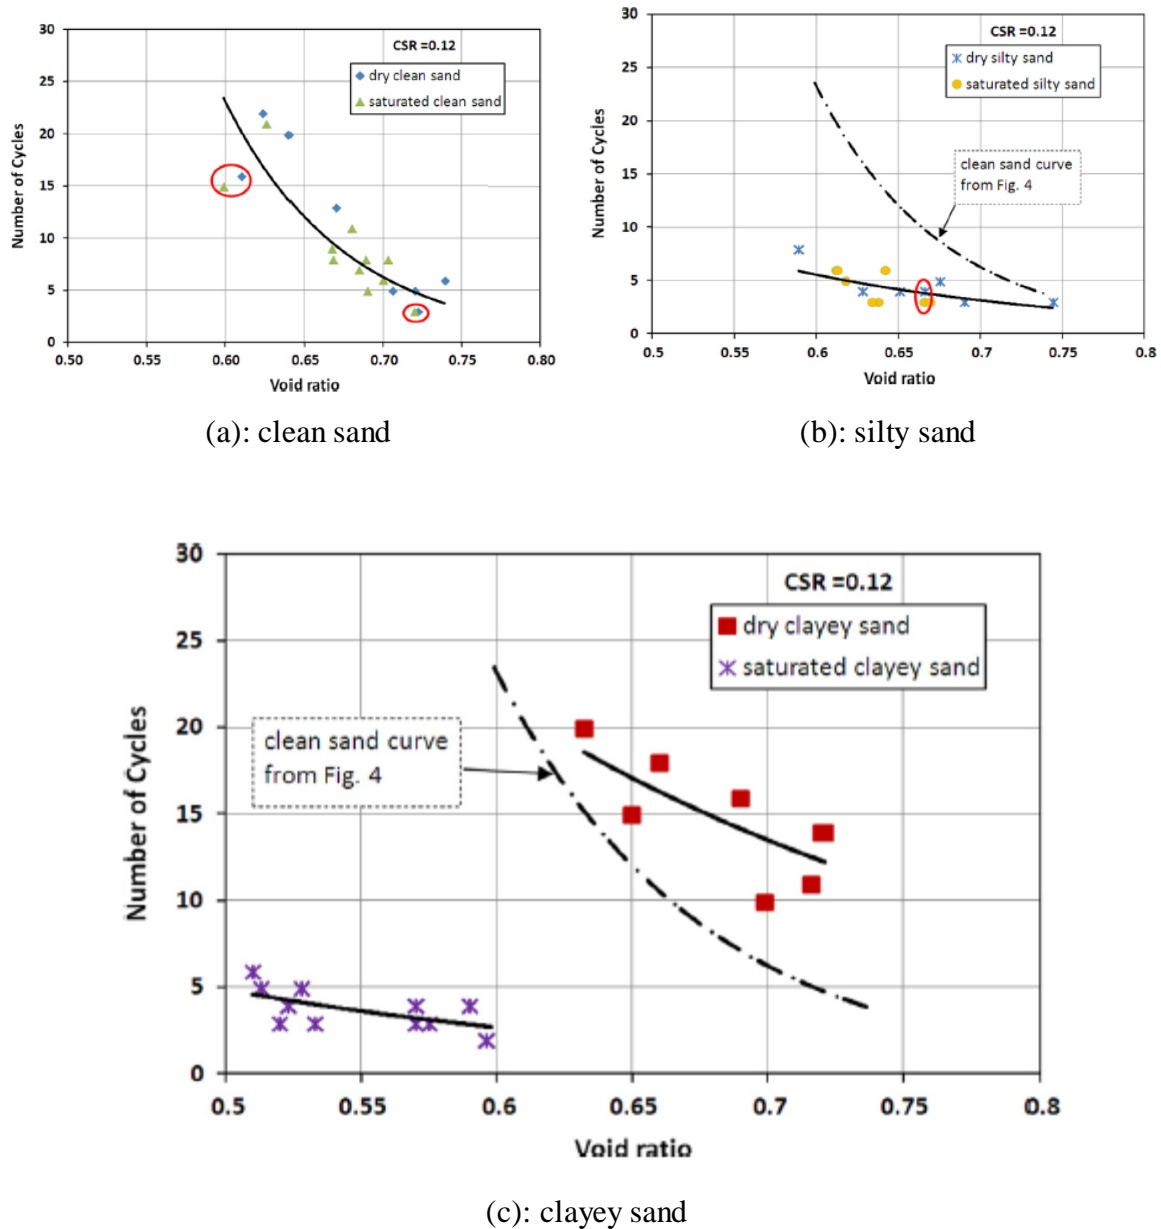 30
25
20
15
10
5
0
Number of Cycles
CSR =0.12
dry clean sand
saturated clean sand
0.50 0.55 0.60 0.65 0.70 0.75 0.80
Void ratio
(a): clean sand
30
25
20
15
10
5
0
Number of Cycles
CSR =0.12
dry silty sand
saturated silty sand
clean sand curve
from Fig. 4
0.5 0.55 0.6 0.65 0.7 0.75 0.8
Void ratio
(b): silty sand
30
25
20
15
10
5
0
Number of Cycles
CSR =0.12
dry clayey sand
saturated clayey sand
clean sand curve
from Fig. 4
0.5 0.55 0.6 0.65 0.7 0.75 0.8
Void ratio
(c): clayey sand